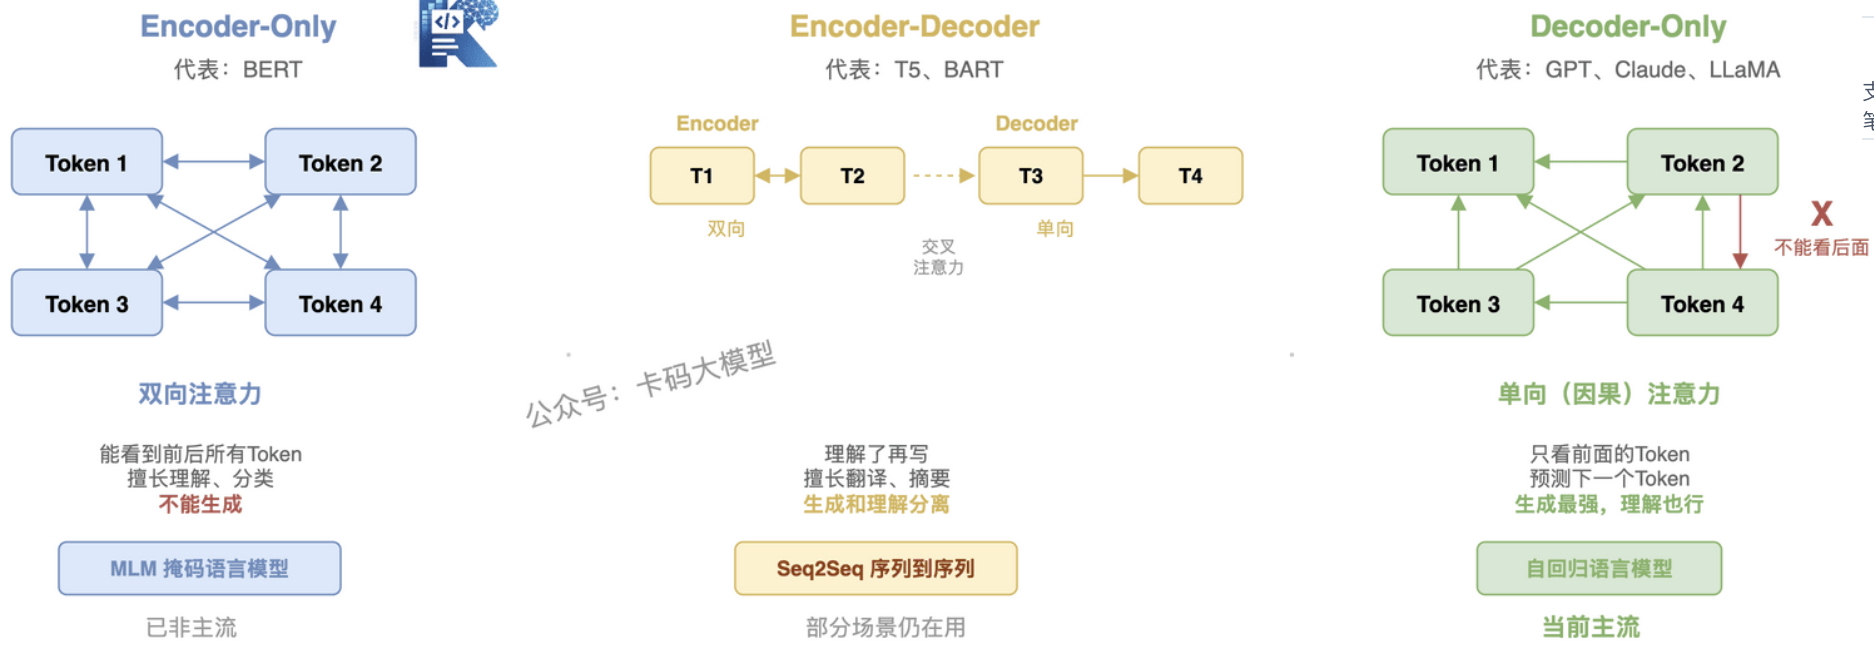 Encoder-Only
代表：BERT
</>
Token 1
Token 2
Token 3
Token 4
双向注意力
能看到前后所有Token
擅长理解、分类
不能生成
MLM 掩码语言模型
已非主流
Encoder-Decoder
代表：T5、BART
Encoder
Decoder
T1
T2
T3
T4
双向
单向
交叉
注意力
公众号：卡码大模型
理解了再写
擅长翻译、摘要
生成和理解分离
Seq2Seq 序列到序列
部分场景仍在用
Decoder-Only
代表：GPT、Claude、LLaMA
Token 1
Token 2
X
不能看后面
Token 3
Token 4
单向（因果）注意力
只看前面的Token
预测下一个Token
生成最强，理解也行
自回归语言模型
当前主流